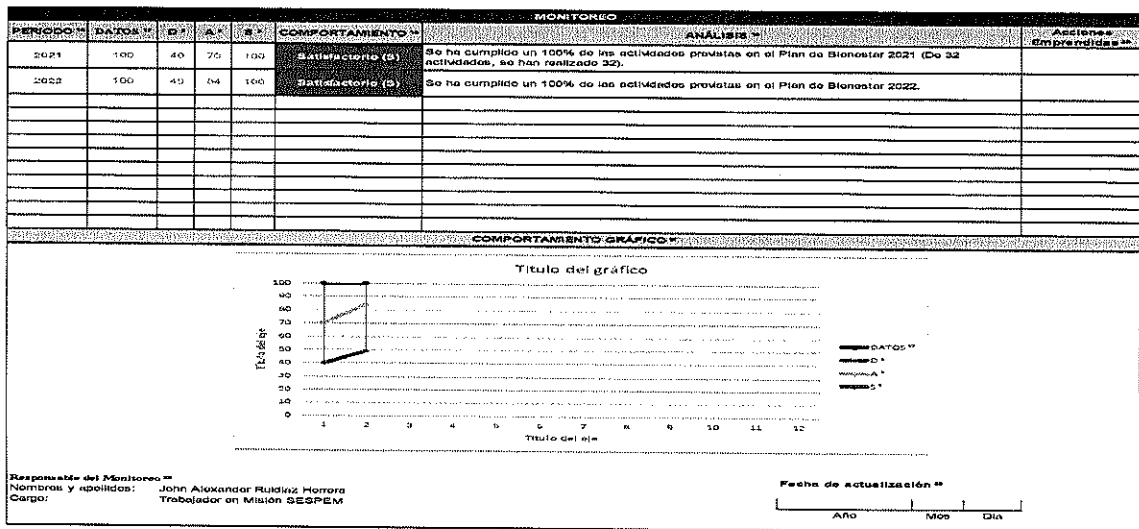 MONITOREO
PERIODO DATOS D A S COMPORTAMIENTO ANÁLISIS Acciones Emprendidas
2021 100 40 70 100 Satisfactorio (S) Se ha cumplido un 100% de las actividades previstas en el Plan de Bienestar 2021 (De 32
actividades, se han realizado 32).
2022 100 49 84 100 Satisfactorio (S) Se ha cumplido un 100% de las actividades previstas en el Plan de Bienestar 2022.
COMPORTAMIENTO GRÁFICO
Título del gráfico
100
90
80
70
60
50
40
30
20
10
0
Título del eje
1 2 3 4 5 6 7 8 9 10 11 12
Título del eje
DATOS
D
A
S
Responsable del Monitoreo
Nombres y apellidos: John Alexander Ruidíaz Herrera
Cargo: Trabajador en Misión SESPEM
Fecha de actualización
Año Mes Día